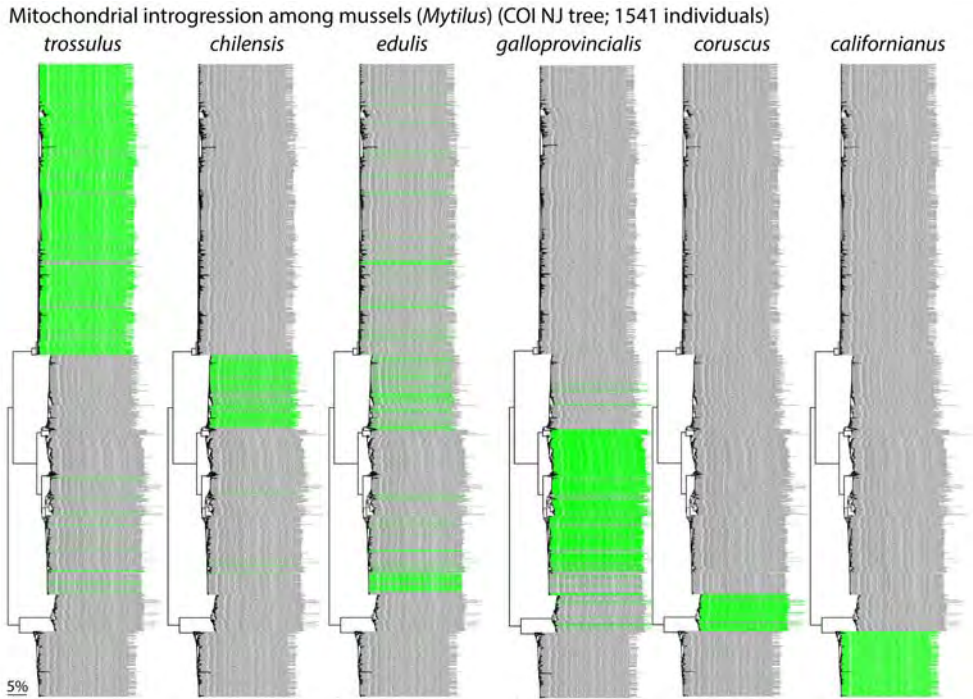 Mitochondrial introgression among mussels (Mytilus) (COI NJ tree; 1541 individuals)
trossulus chilensis edulis galloprovincialis coruscus californianus
5%